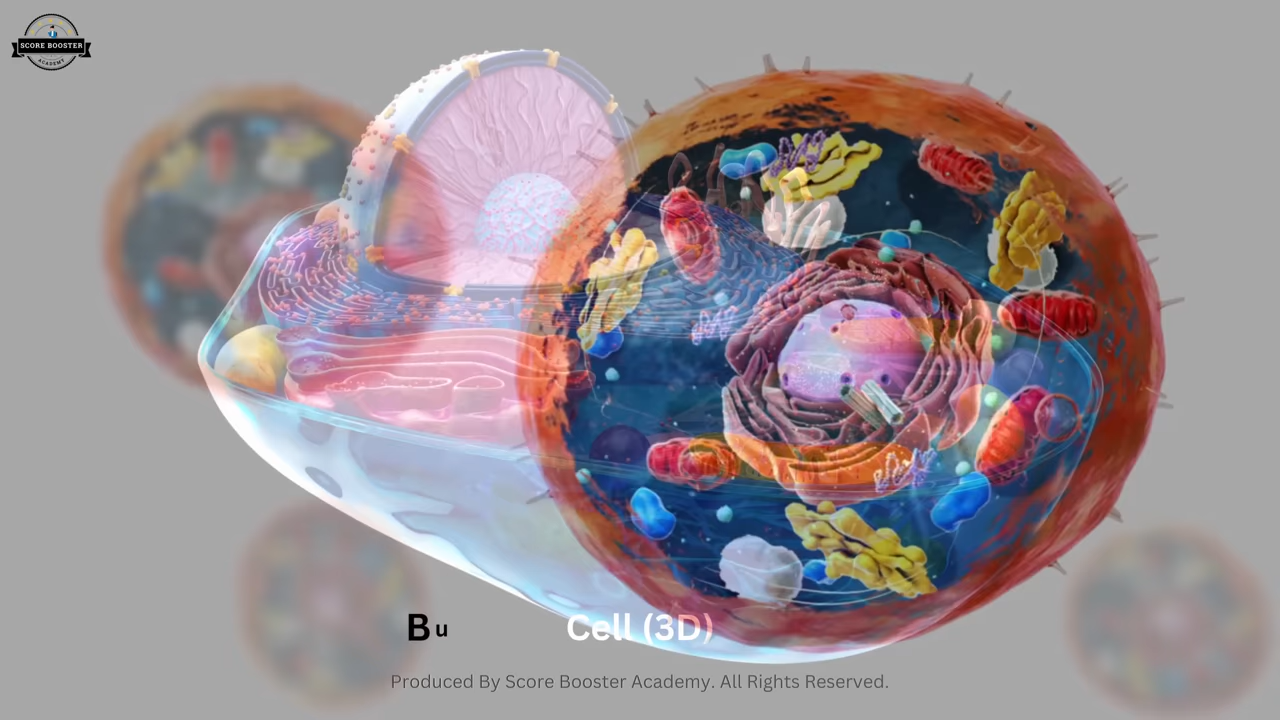 SCORE BOOSTER
ACADEMY
Bu
Cell (3D)
Produced By Score Booster Academy. All Rights Reserved.